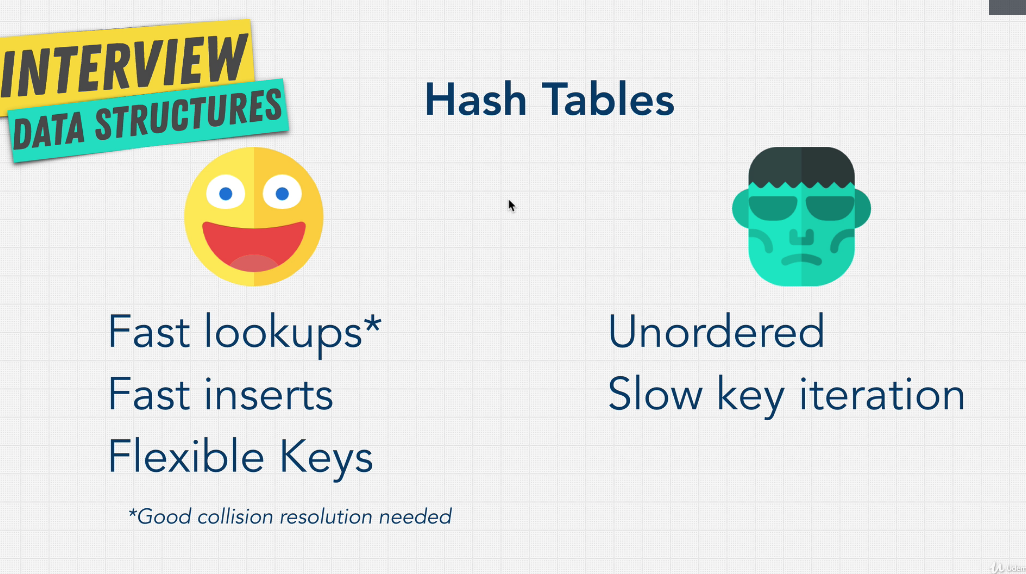 INTERVIEW
DATA STRUCTURES
Hash Tables
Fast lookups*
Fast inserts
Flexible Keys
*Good collision resolution needed
Unordered
Slow key iteration